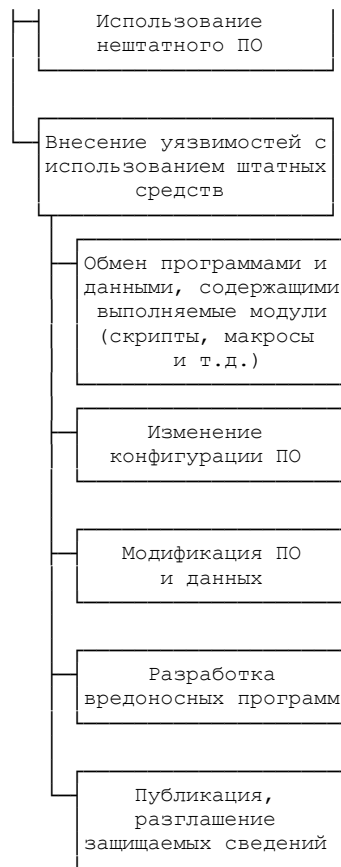 Использование
нештатного ПО
Внесение уязвимостей с
использованием штатных
средств
Обмен программами и
данными, содержащими
выполняемые модули
(скрипты, макросы
и т.д.)
Изменение
конфигурации ПО
Модификация ПО
и данных
Разработка
вредоносных программ
Публикация,
разглашение
защищаемых сведений